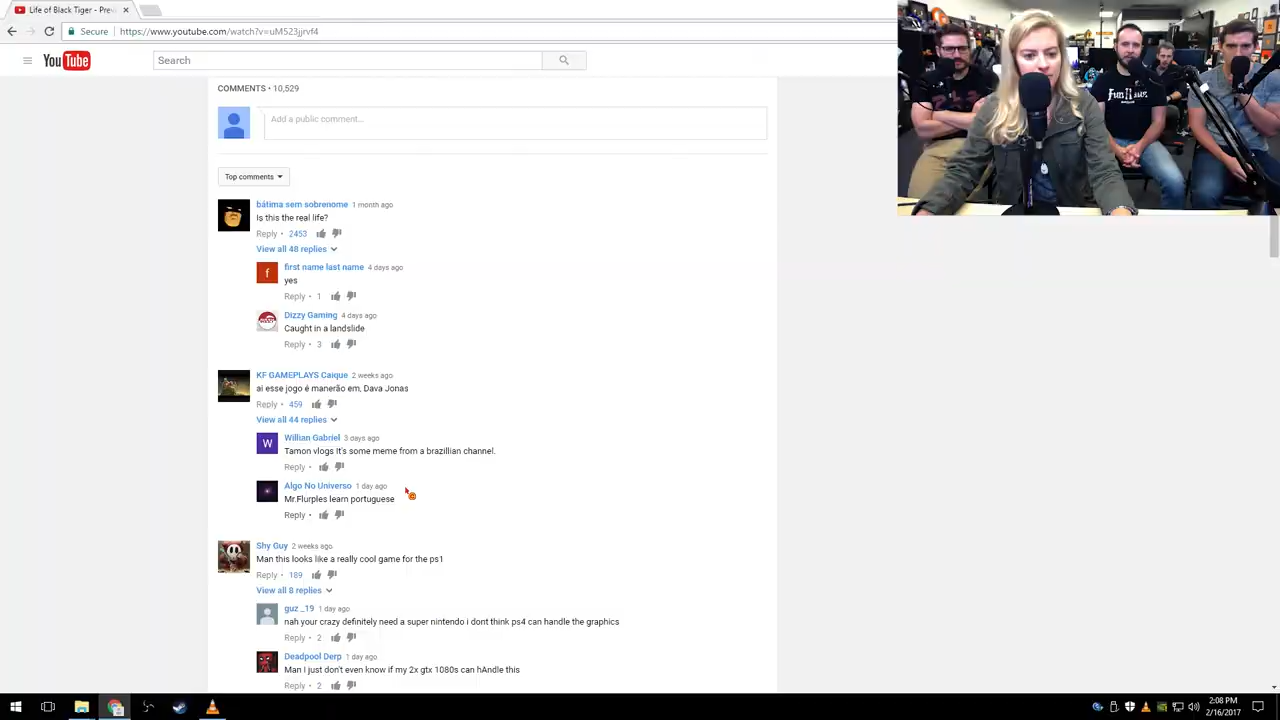 Life of Black Tiger - Prev
Secure
https://www.youtube.com/watch?v=uM523jjrvf4
YouTube
Search
COMMENTS • 10,529
Add a public comment...
Top comments
bátima sem sobrenome 1 month ago
Is this the real life?
Reply • 2453
View all 48 replies
f
first name last name 4 days ago
yes
Reply • 1
Dizzy Gaming 4 days ago
Caught in a landslide
Reply • 3
KF GAMEPLAYS Caique 2 weeks ago
ai esse jogo é manerão em, Dava Jonas
Reply • 459
View all 44 replies
W
Willian Gabriel 3 days ago
Tamon vlogs It's some meme from a brazillian channel.
Reply •
Algo No Universo 1 day ago
Mr.Flurples learn portuguese
Reply •
Shy Guy 2 weeks ago
Man this looks like a really cool game for the ps1
Reply • 189
View all 8 replies
guz _19 1 day ago
nah your crazy definitely need a super nintendo i dont think ps4 can handle the graphics
Reply • 2
Deadpool Derp 1 day ago
Man I just don't even know if my 2x gtx 1080s can hAndle this
Reply • 2
2:08 PM
2/16/2017